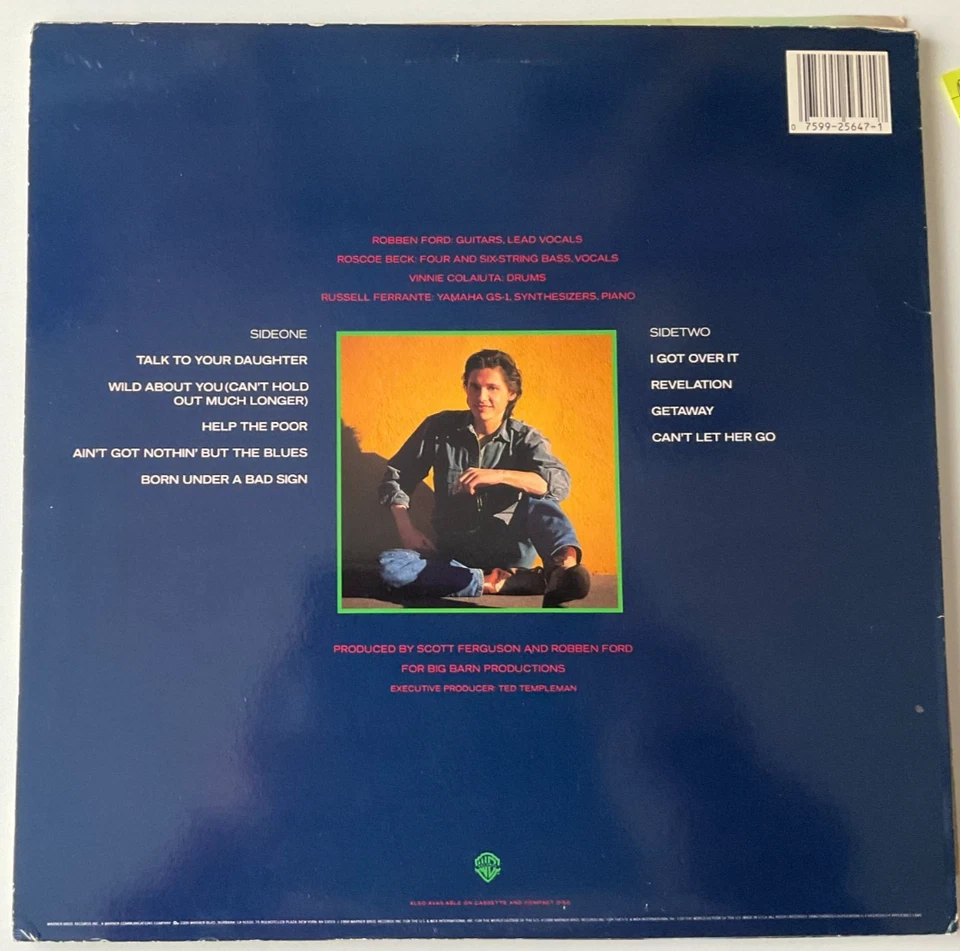 0 7599-25647-1
ROBBEN FORD: GUITARS, LEAD VOCALS
ROSCOE BECK: FOUR AND SIX-STRING BASS, VOCALS
VINNIE COLAIUTA: DRUMS
RUSSELL FERRANTE: YAMAHA GS-1, SYNTHESIZERS, PIANO
SIDEONE
TALK TO YOUR DAUGHTER
WILD ABOUT YOU (CAN'T HOLD
OUT MUCH LONGER)
HELP THE POOR
AIN'T GOT NOTHIN' BUT THE BLUES
BORN UNDER A BAD SIGN
SIDETWO
I GOT OVER IT
REVELATION
GETAWAY
CAN'T LET HER GO
PRODUCED BY SCOTT FERGUSON AND ROBBEN FORD
FOR BIG BARN PRODUCTIONS
EXECUTIVE PRODUCER: TED TEMPLEMAN
ALSO AVAILABLE ON CASSETTE AND COMPACT DISC